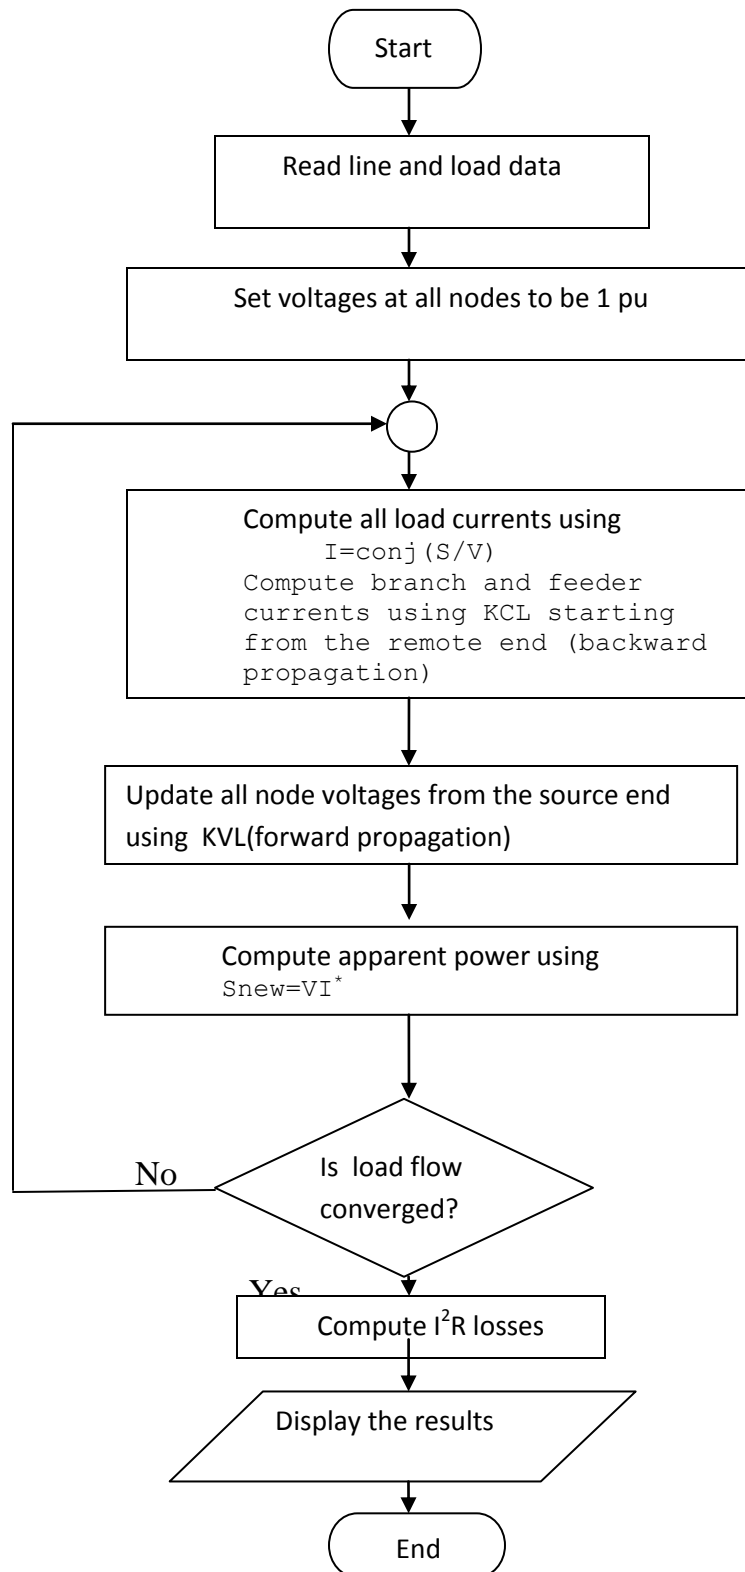 Start
Read line and load data
Set voltages at all nodes to be 1 pu
Compute all load currents using
I=conj(S/V)
Compute branch and feeder
currents using KCL starting
from the remote end (backward
propagation)
Update all node voltages from the source end
using KVL(forward propagation)
Compute apparent power using
Snew=VI*
Is load flow
converged?
No
Yes
Compute I²R losses
Display the results
End